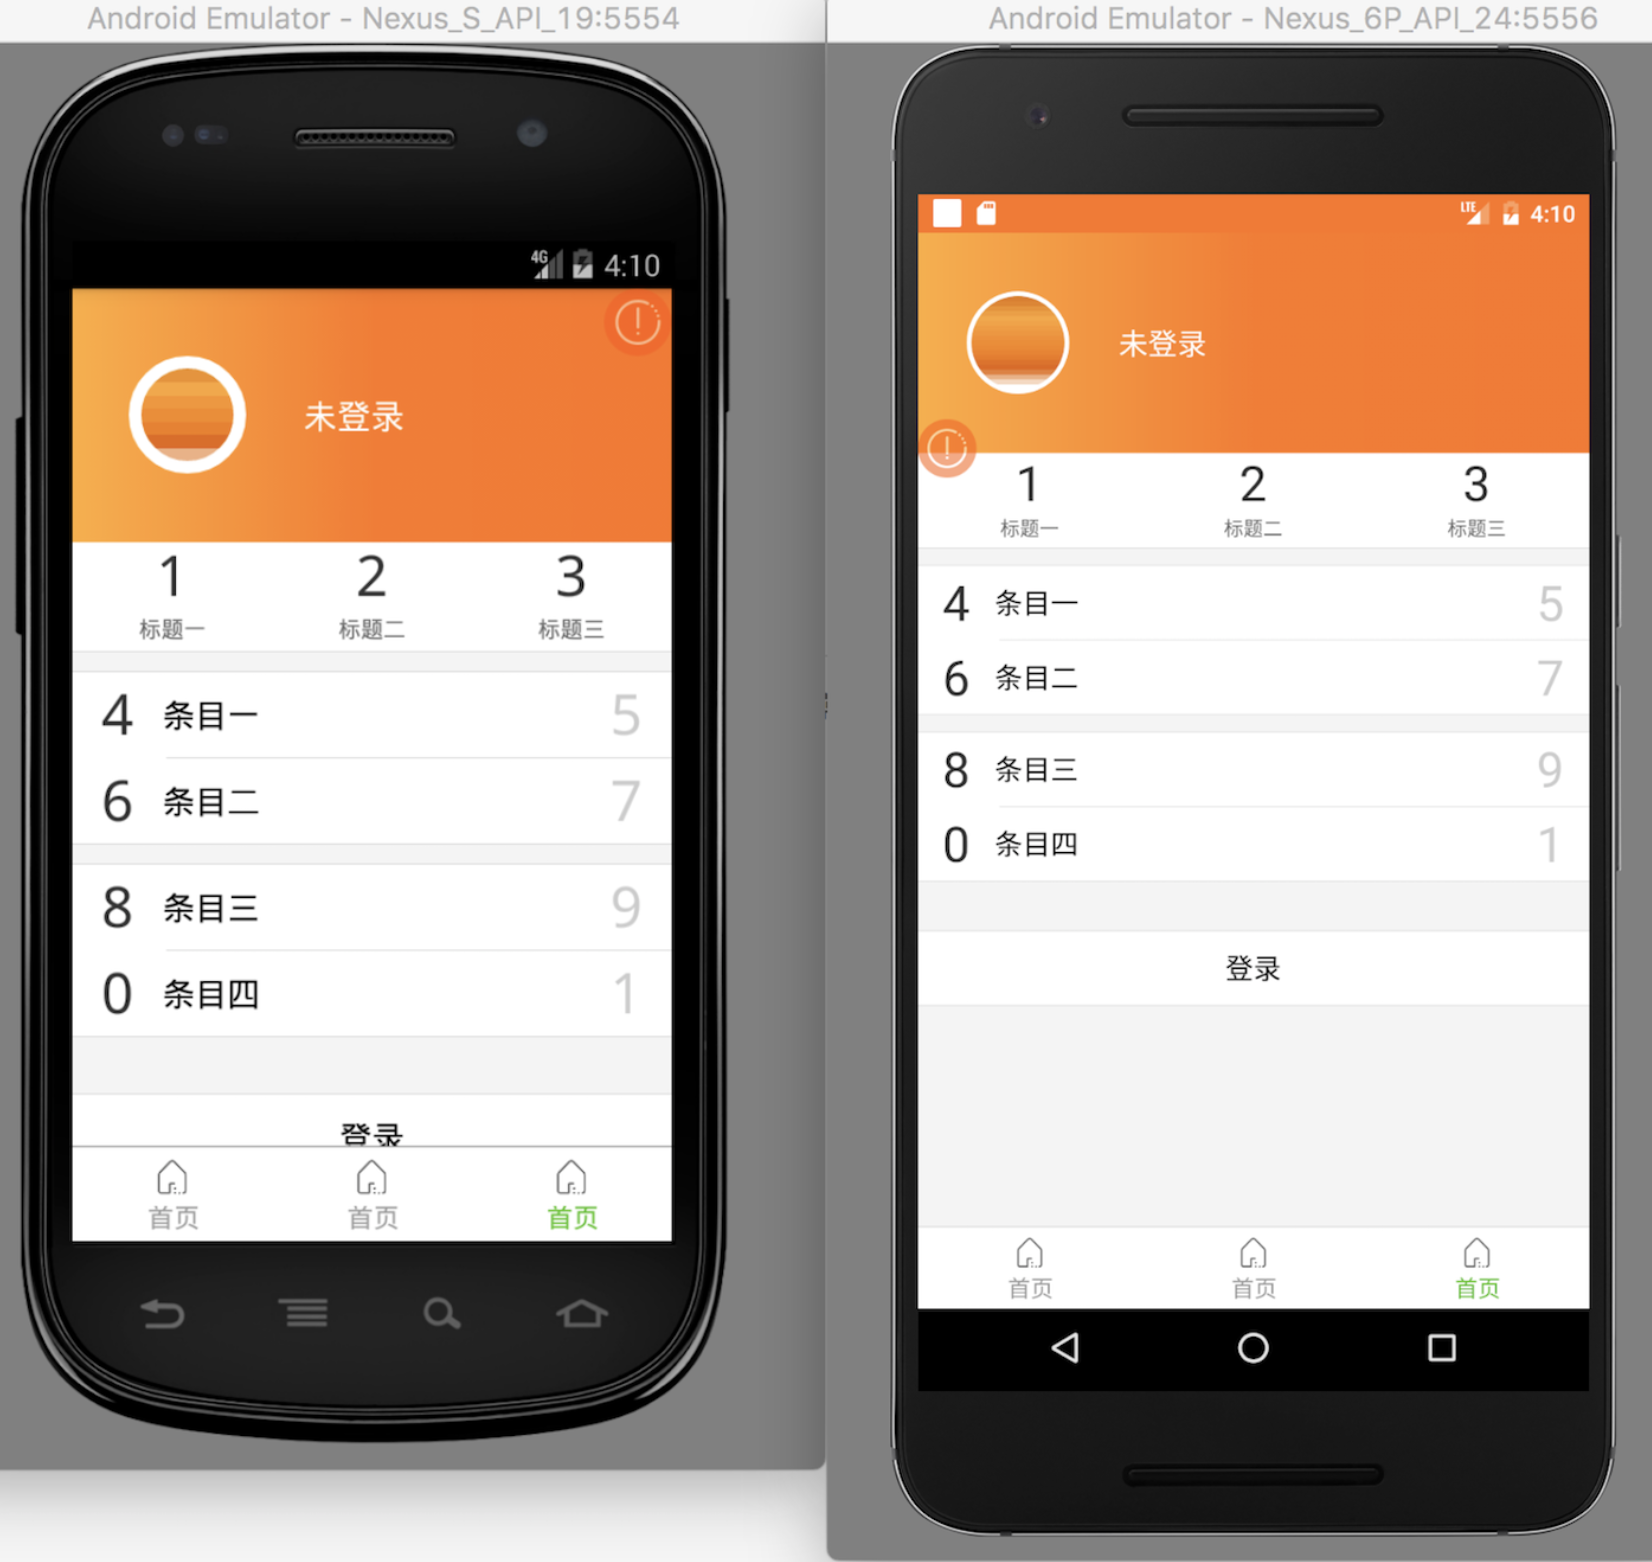 Android Emulator - Nexus_S_API_19:5554
4G 4:10
未登录
1 2 3
标题一 标题二 标题三
4 条目一 5
6 条目二 7
8 条目三 9
0 条目四 1
登录
首页 首页 首页
Android Emulator - Nexus_6P_API_24:5556
LTE 4:10
未登录
1 2 3
标题一 标题二 标题三
4 条目一 5
6 条目二 7
8 条目三 9
0 条目四 1
登录
首页 首页 首页